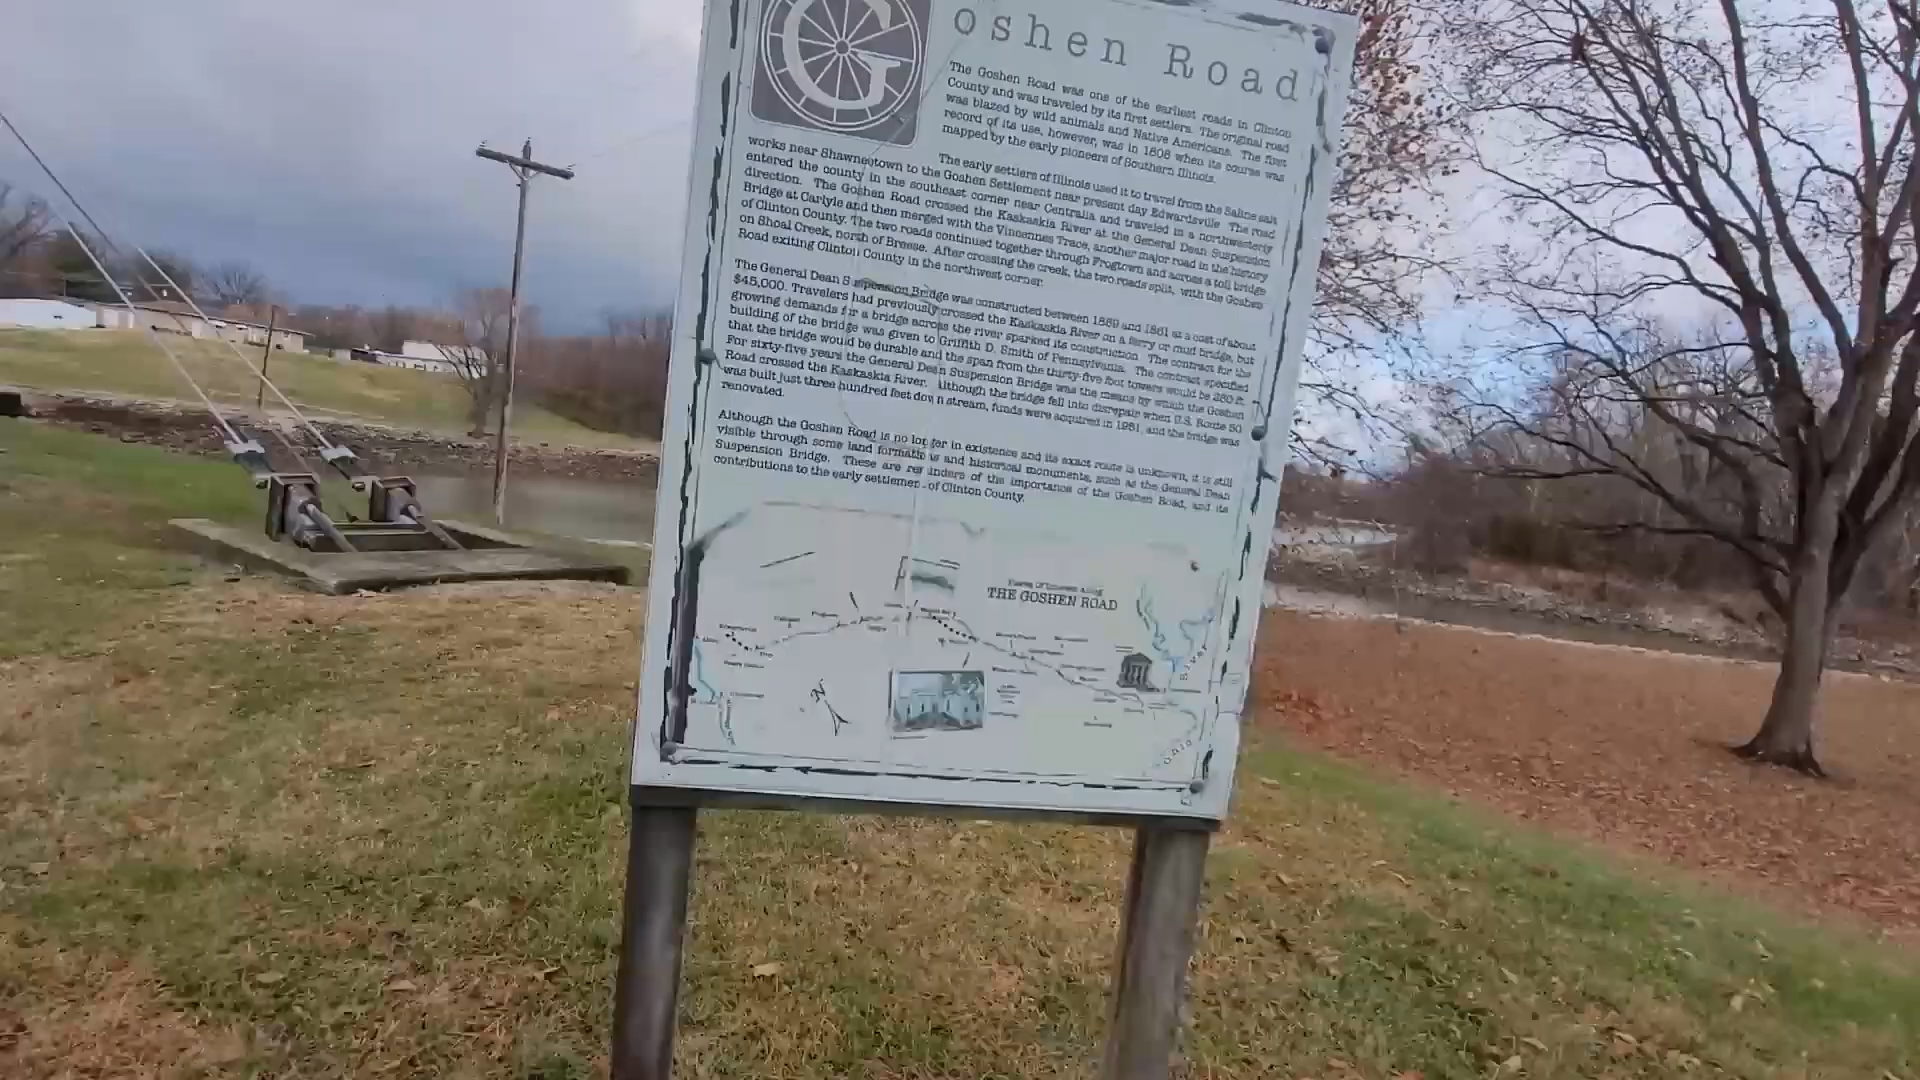 Goshen Road
The Goshen Road was one of the earliest roads in Clinton
County and was traveled by its first settlers. The original road
was blazed by wild animals and Native Americans. The first
record of its use, however, was in 1808 when its course was
mapped by the early pioneers of Southern Illinois.
The early settlers of Illinois used it to travel from the Saline salt
works near Shawneetown to the Goshen Settlement near present day Edwardsville. The road
entered the county in the southeast corner near Centralia and traveled in a northwesterly
direction. The Goshen Road crossed the Kaskaskia River at the General Dean Suspension
Bridge at Carlyle and then merged with the Vincennes Trace, another major road in the history
of Clinton County. The two roads continued together through Frogtown and across a toll bridge
on Shoal Creek, north of Breese. After crossing the creek, the two roads split, with the Goshen
Road exiting Clinton County in the northwest corner.
The General Dean Suspension Bridge was constructed between 1859 and 1861 at a cost of about
$45,000. Travelers had previously crossed the Kaskaskia River on a ferry or mud bridge, but
growing demands for a bridge across the river sparked its construction. The contract for the
building of the bridge was given to Griffith D. Smith of Pennsylvania. The contract specified
that the bridge would be durable and the span from the thirty-five foot towers would be 280 ft.
For sixty-five years the General Dean Suspension Bridge was the means by which the Goshen
Road crossed the Kaskaskia River. Although the bridge fell into disrepair when U.S. Route 50
was built just three hundred feet down stream, funds were acquired in 1951, and the bridge was
renovated.
Although the Goshen Road is no longer in existence and its exact route is unknown, it is still
visible through some land formations and historical monuments, such as the General Dean
Suspension Bridge. These are reminders of the importance of the Goshen Road, and its
contributions to the early settlement of Clinton County.
Places Of Interest Along
THE GOSHEN ROAD
N
River
Ohio